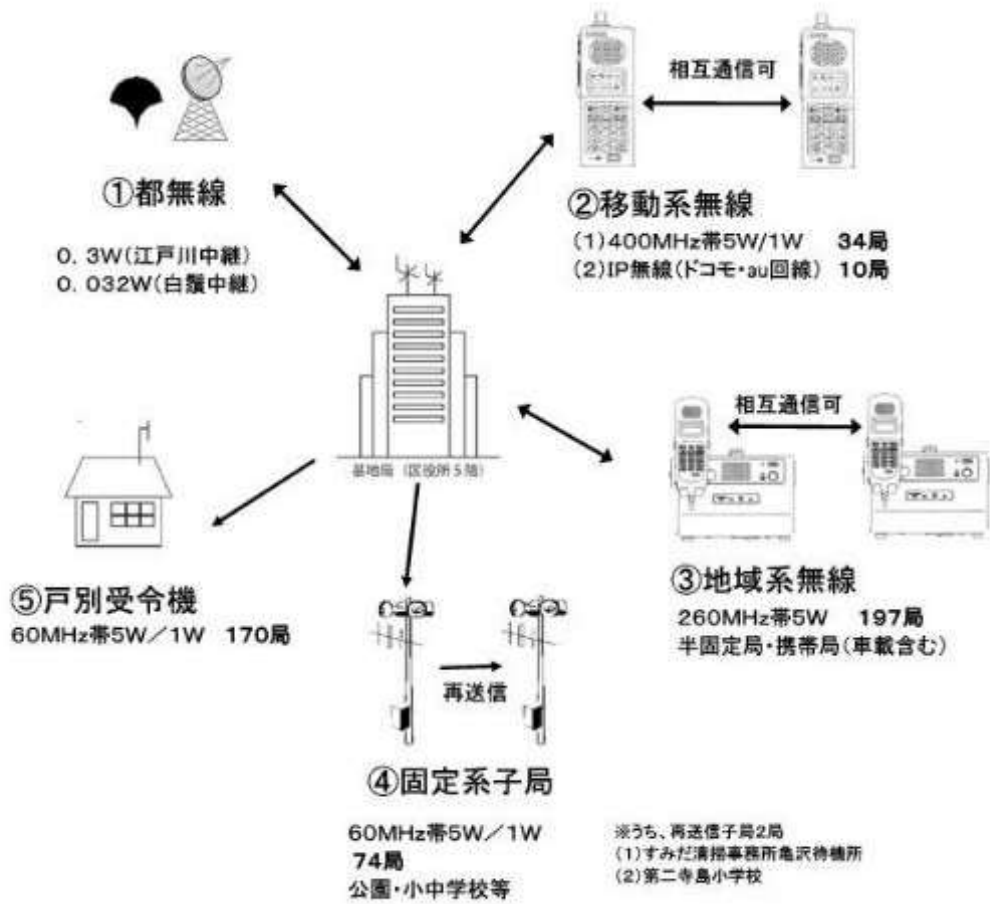 ①都無線
0. 3W(江戸川中継)
0. 032W(白鬚中継)
相互通信可
②移動系無線
(1)400MHz帯5W/1W 34局
(2)IP無線(ドコモ・au回線) 10局
基地局 (区役所5階)
相互通信可
③地域系無線
260MHz帯5W 197局
半固定局・携帯局(車載含む)
⑤戸別受令機
60MHz帯5W/1W 170局
再送信
④固定系子局
60MHz帯5W/1W
74局
公園・小中学校等
※うち、再送信子局2局
(1)すみだ清掃事務所亀沢待機所
(2)第二寺島小学校